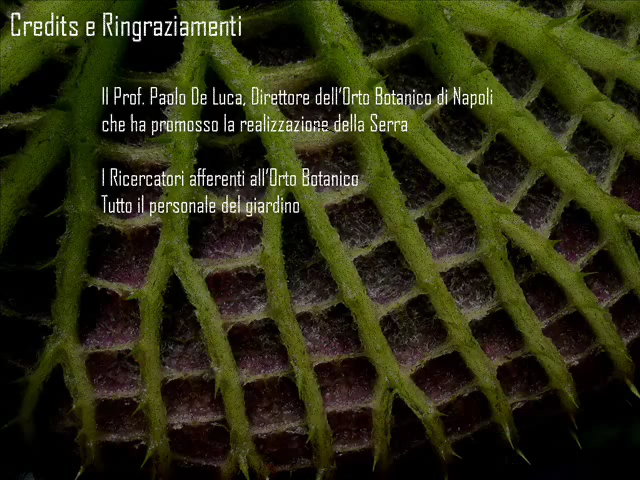 Credits e Ringraziamenti
Il Prof. Paolo De Luca, Direttore dell'Orto Botanico di Napoli
che ha promosso la realizzazione della Serra
I Ricercatori afferenti all'Orto Botanico
Tutto il personale del giardino